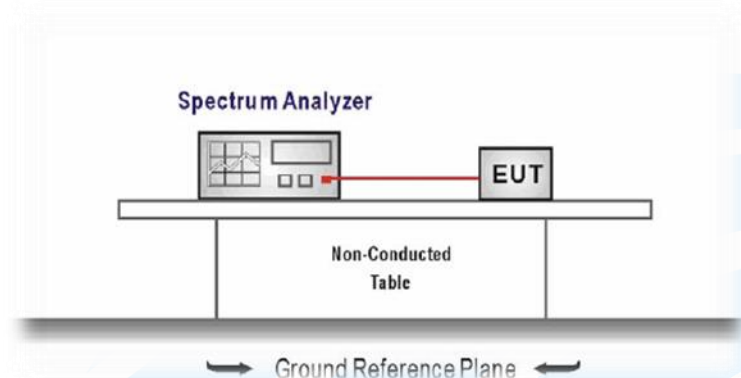 Spectrum Analyzer
EUT
Non-Conducted
Table
Ground Reference Plane